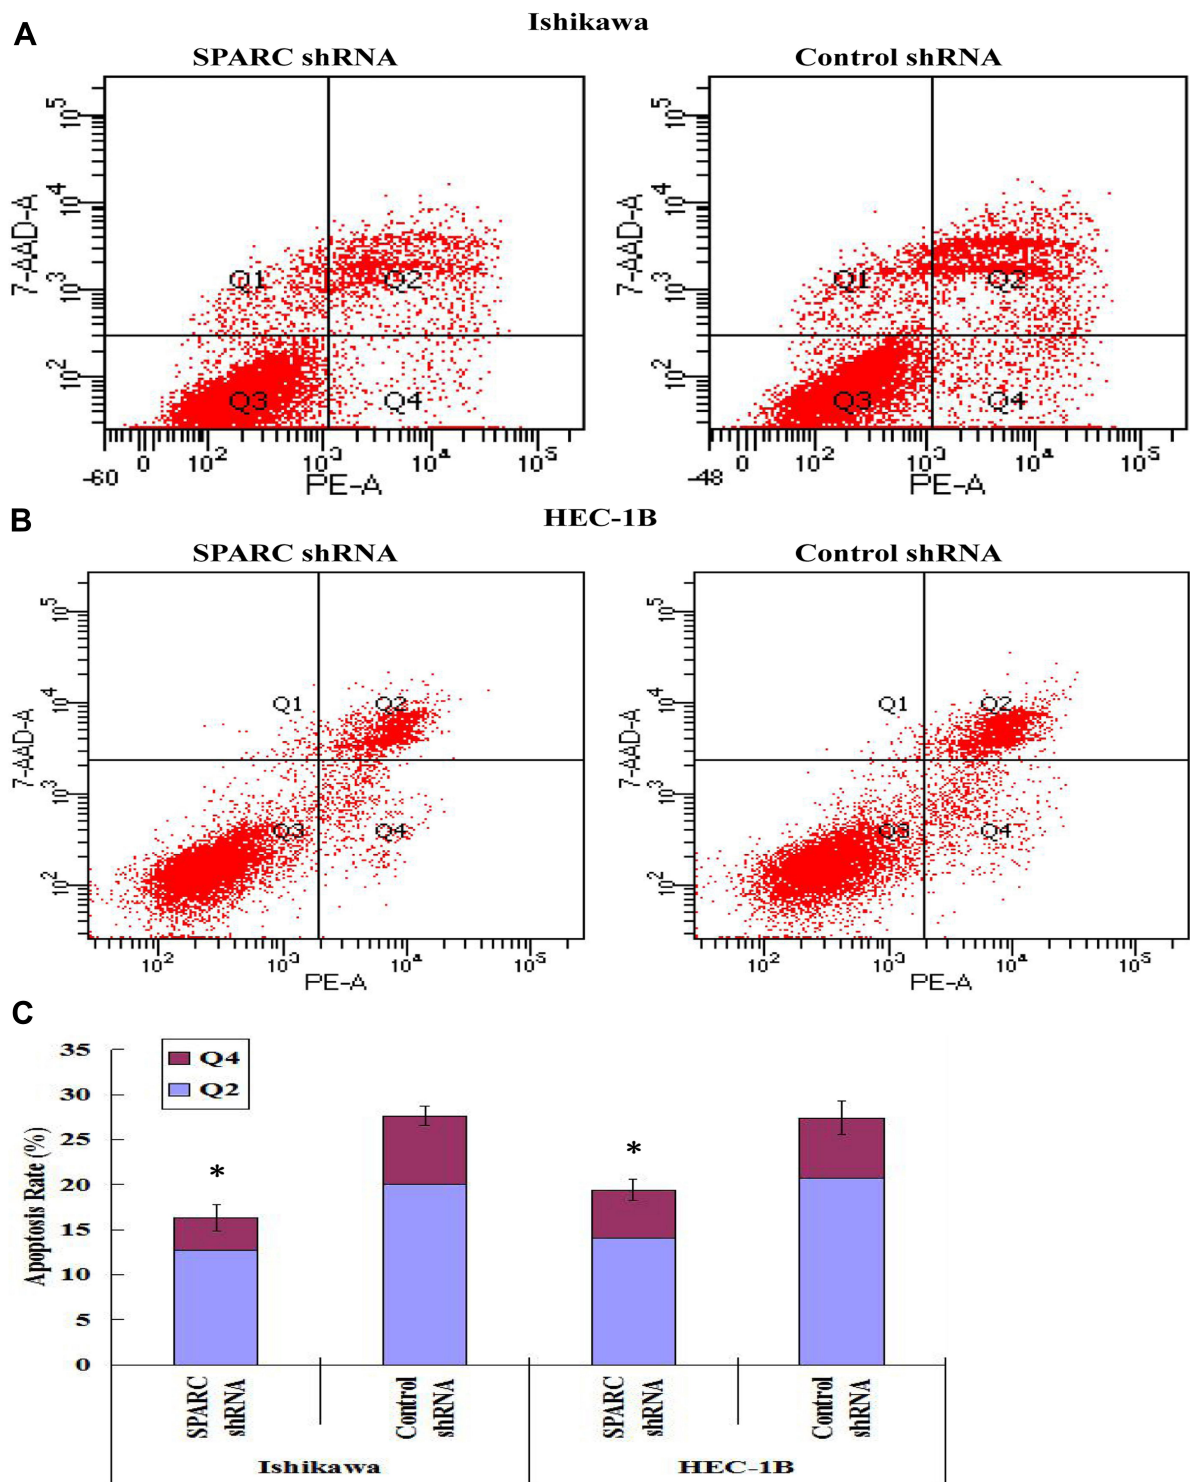 A
Ishikawa
SPARC shRNA
Control shRNA
7-AAD-A
10^5
10^4
10^3
10^2
Q1
Q2
Q3
Q4
-60
0
10^2
10^3
10^4
10^5
PE-A
7-AAD-A
10^5
10^4
10^3
10^2
Q1
Q2
Q3
Q4
-48
0
10^2
10^3
10^4
10^5
PE-A
B
HEC-1B
SPARC shRNA
Control shRNA
7-AAD-A
10^5
10^4
10^3
10^2
Q1
Q2
Q3
Q4
10^2
10^3
10^4
10^5
PE-A
7-AAD-A
10^5
10^4
10^3
10^2
Q1
Q2
Q3
Q4
10^2
10^3
10^4
10^5
PE-A
C
Apoptosis Rate (%)
35
30
25
20
15
10
5
0
Q4
Q2
*
*
SPARC
shRNA
Control
shRNA
SPARC
shRNA
Control
shRNA
Ishikawa
HEC-1B